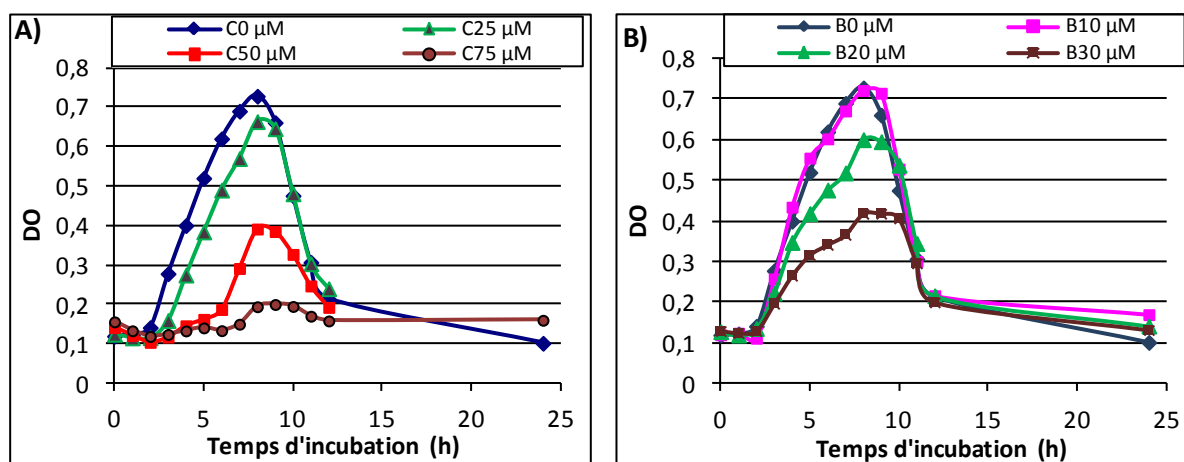 A)
C0 µM
C25 µM
C50 µM
C75 µM
0,8
0,7
0,6
0,5
0,4
0,3
0,2
0,1
0
DO
0
5
10
15
20
25
Temps d'incubation (h)
B)
B0 µM
B10 µM
B20 µM
B30 µM
0,8
0,7
0,6
0,5
0,4
0,3
0,2
0,1
0
DO
0
5
10
15
20
25
Temps d'incubation (h)